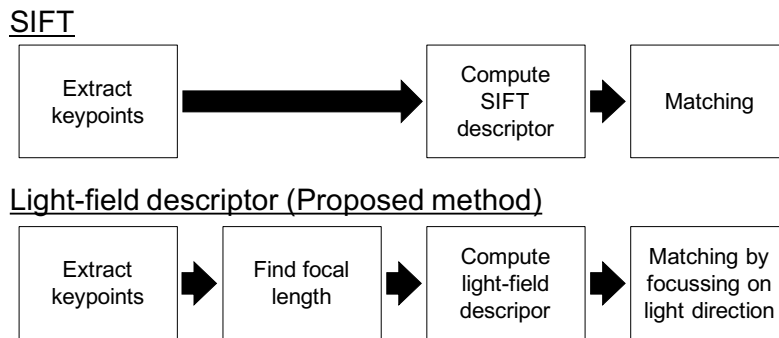 SIFT
Extract
keypoints
Compute
SIFT
descriptor
Matching
Light-field descriptor (Proposed method)
Extract
keypoints
Find focal
length
Compute
light-field
descripor
Matching by
focussing on
light direction